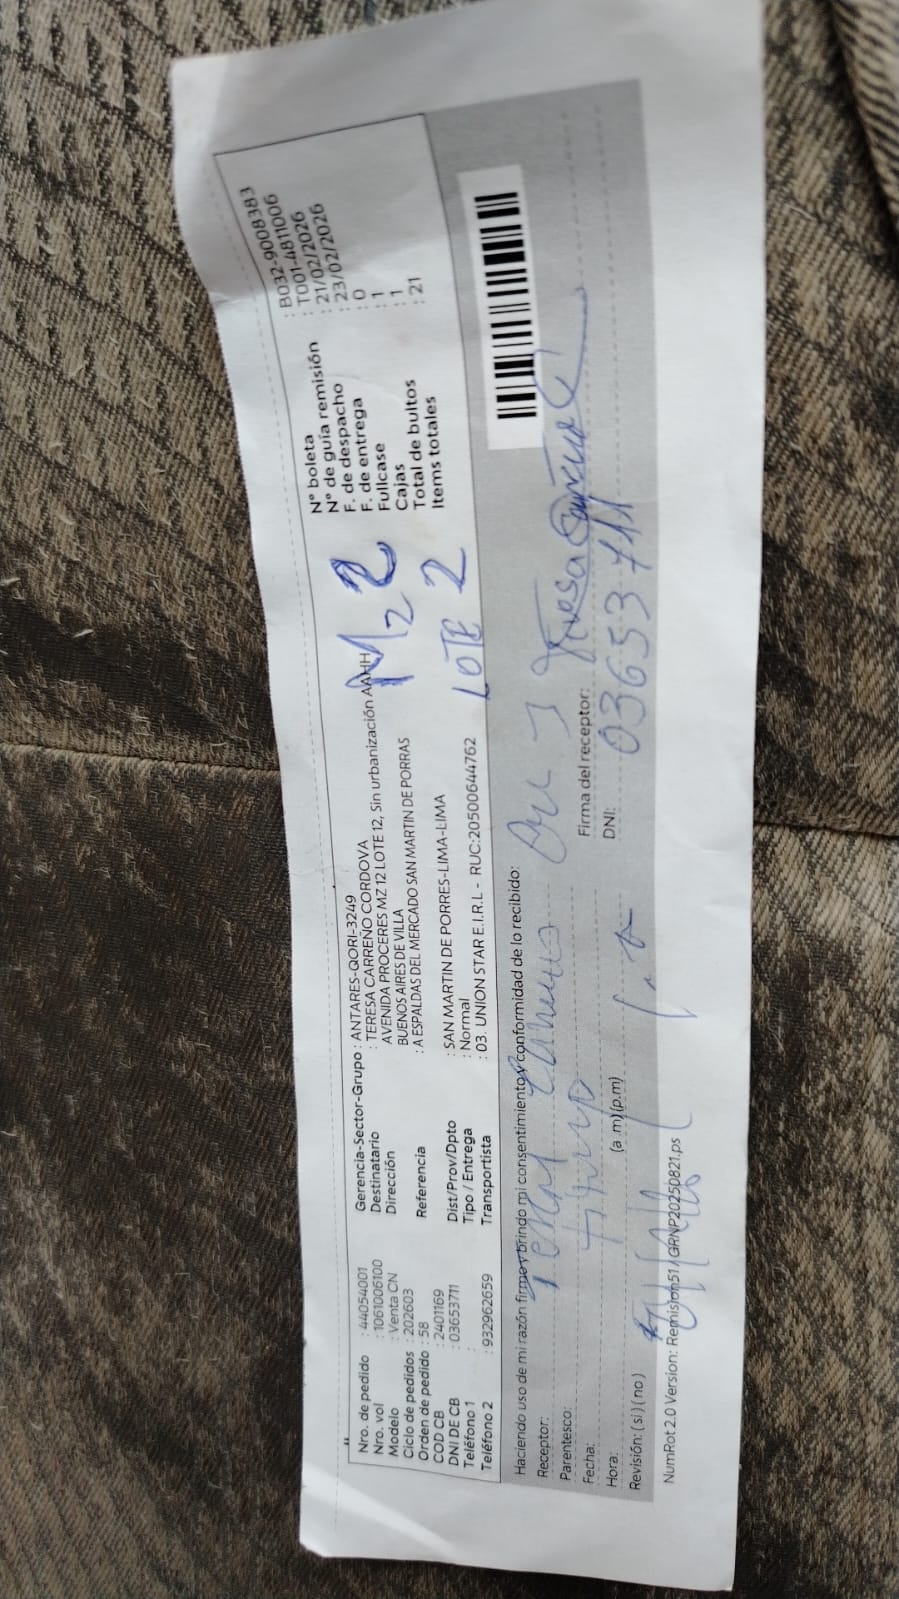 Nro. de pedido : 44054001
Nro. vol : 1061006100
Modelo : Venta CN
Ciclo de pedidos : 202603
Orden de pedido : 58
COD CB : 2401169
DNI DE CB : 03653711
Teléfono 1 :
Teléfono 2 : 932962659
Gerencia-Sector-Grupo : ANTARES-QORI-3249
Destinatario : TERESA CARREÑO CORDOVA
Dirección AVENIDA PROCERES MZ 12 LOTE 12, Sin urbanización AAHH
BUENOS AIRES DE VILLA
Referencia : A ESPALDAS DEL MERCADO SAN MARTIN DE PORRAS
Dist/Prov/Dpto : SAN MARTIN DE PORRES-LIMA-LIMA
Tipo / Entrega : Normal
Transportista : 03. UNION STAR E.I.R.L - RUC:20500644762
Mz 2
LOTE 2
N° boleta : B032-9008383
N° de guía remisión : T001-4811006
F. de despacho : 21/02/2026
F. de entrega : 23/02/2026
Fullcase : 0
Cajas : 1
Total de bultos : 1
Items totales : 21
Haciendo uso de mi razón firmo y brindo mi consentimiento y conformidad de lo recibido:
Receptor:
Parentesco:
Fecha:
Hora: (a m) (p.m)
Revisión: ( si ) ( no )
Firma del receptor:
DNI: 03653711
NumRot 2.0 Version: Remision51 /GRNP20250821.ps